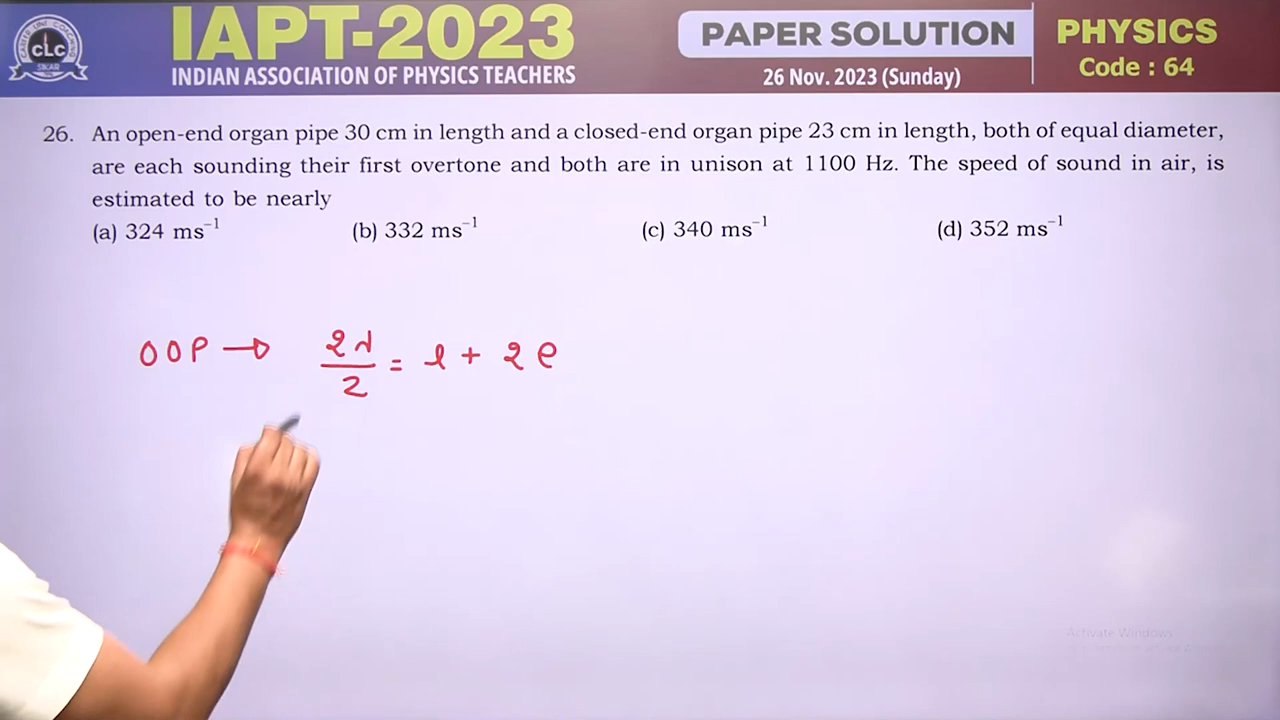 CLC
SIKAR
IAPT-2023
INDIAN ASSOCIATION OF PHYSICS TEACHERS
PAPER SOLUTION
26 Nov. 2023 (Sunday)
PHYSICS
Code : 64
26. An open-end organ pipe 30 cm in length and a closed-end organ pipe 23 cm in length, both of equal diameter,
are each sounding their first overtone and both are in unison at 1100 Hz. The speed of sound in air, is
estimated to be nearly
(a) 324 ms⁻¹ (b) 332 ms⁻¹ (c) 340 ms⁻¹ (d) 352 ms⁻¹
OOP → 2λ/2 = l + 2e
Activate Windows